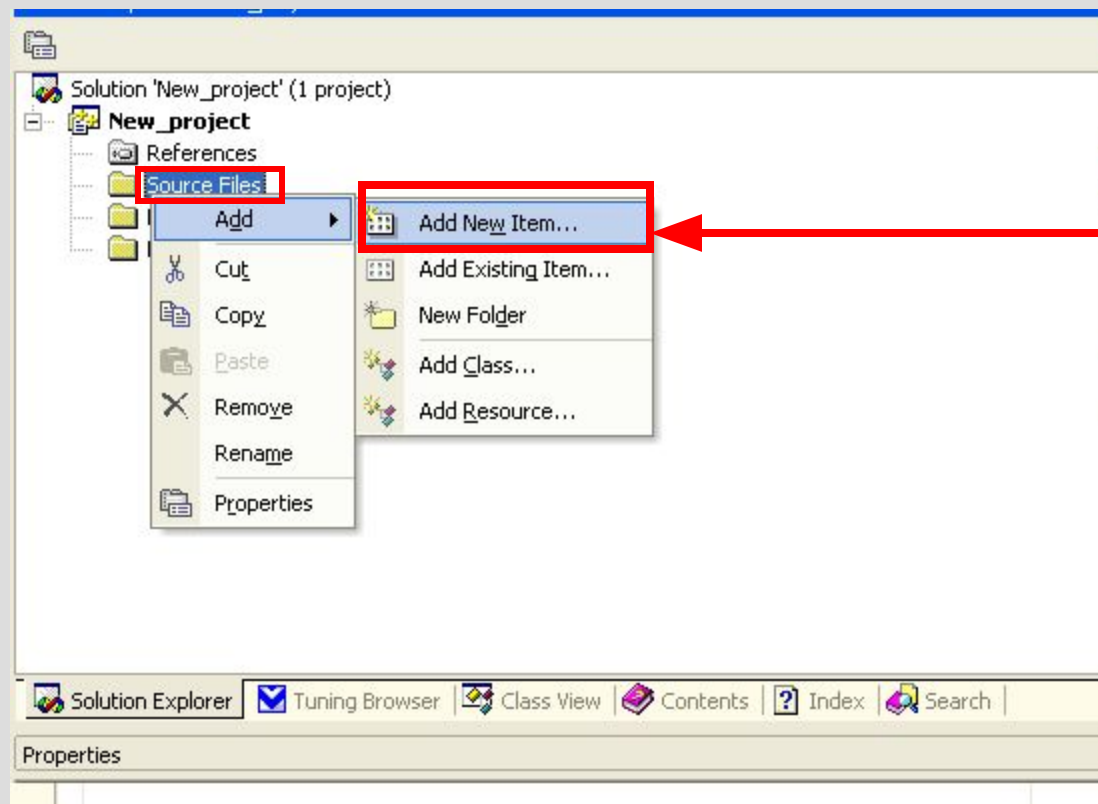 Solution 'New_project' (1 project)
New_project
References
Source Files
Add
Cut
Copy
Paste
Remove
Rename
Properties
Add New Item...
Add Existing Item...
New Folder
Add Class...
Add Resource...
Solution Explorer Tuning Browser Class View Contents Index Search
Properties